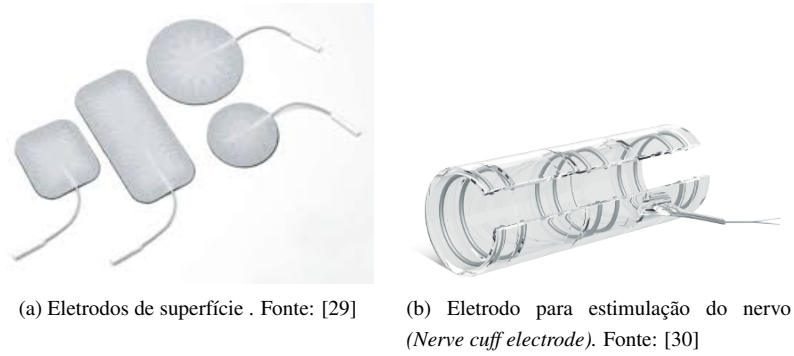 (a) Eletrodos de superfície . Fonte: [29]
(b) Eletrodo para estimulação do nervo
(Nerve cuff electrode). Fonte: [30]